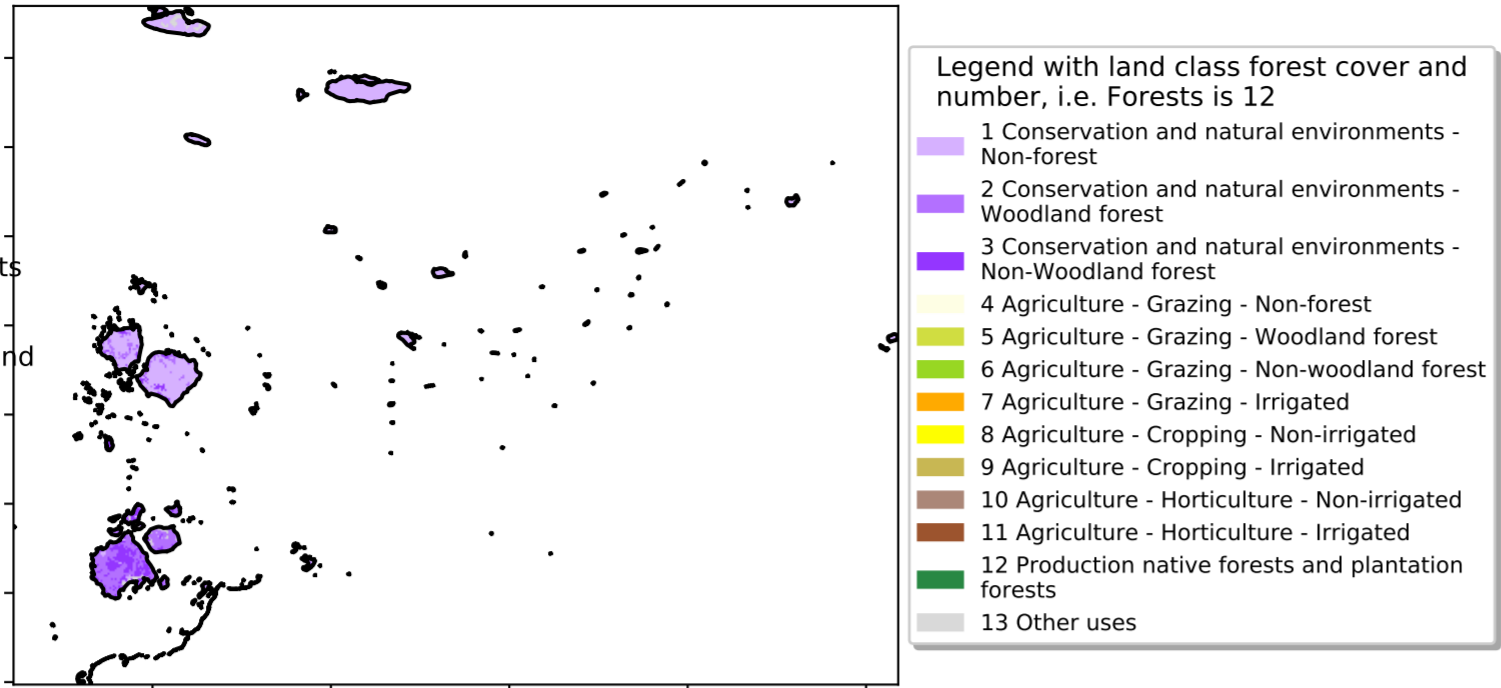 ts
nd
Legend with land class forest cover and
number, i.e. Forests is 12
1 Conservation and natural environments -
Non-forest
2 Conservation and natural environments -
Woodland forest
3 Conservation and natural environments -
Non-Woodland forest
4 Agriculture - Grazing - Non-forest
5 Agriculture - Grazing - Woodland forest
6 Agriculture - Grazing - Non-woodland forest
7 Agriculture - Grazing - Irrigated
8 Agriculture - Cropping - Non-irrigated
9 Agriculture - Cropping - Irrigated
10 Agriculture - Horticulture - Non-irrigated
11 Agriculture - Horticulture - Irrigated
12 Production native forests and plantation
forests
13 Other uses